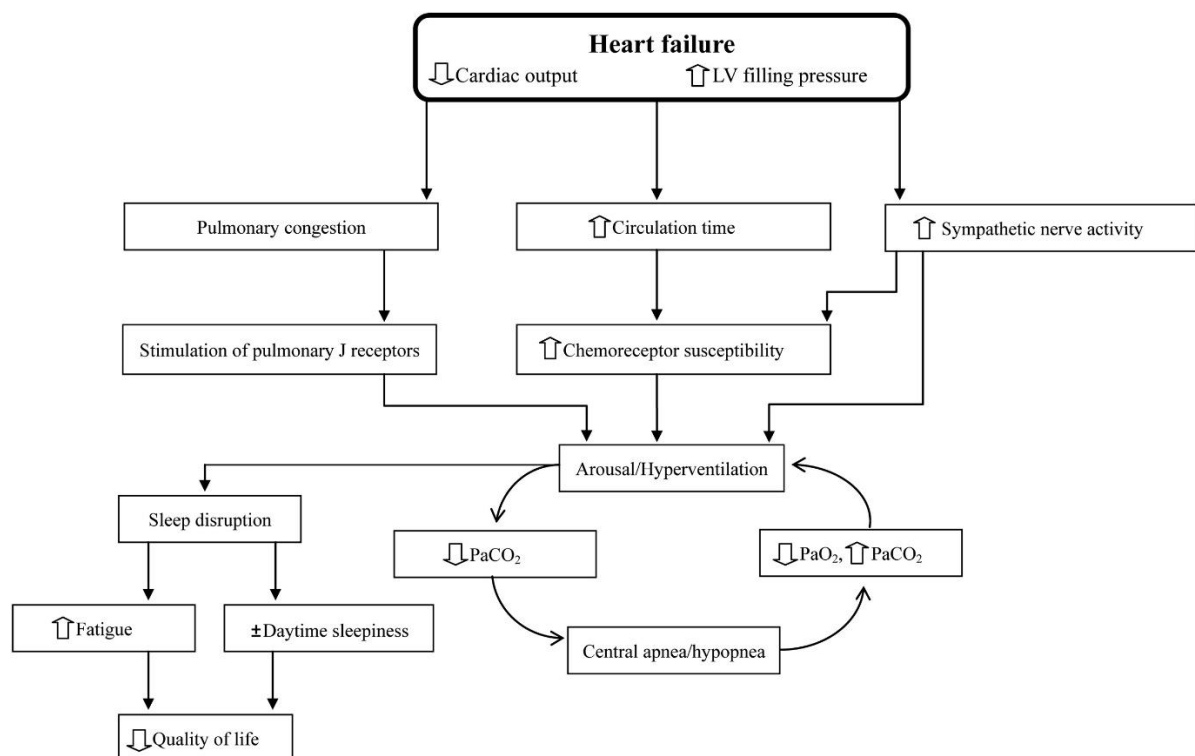 Heart failure
⇩Cardiac output ⇧LV filling pressure
Pulmonary congestion
⇧Circulation time
⇧Sympathetic nerve activity
Stimulation of pulmonary J receptors
⇧Chemoreceptor susceptibility
Arousal/Hyperventilation
Sleep disruption
⇩PaCO₂
⇩PaO₂, ⇧PaCO₂
⇧Fatigue
±Daytime sleepiness
Central apnea/hypopnea
⇩Quality of life